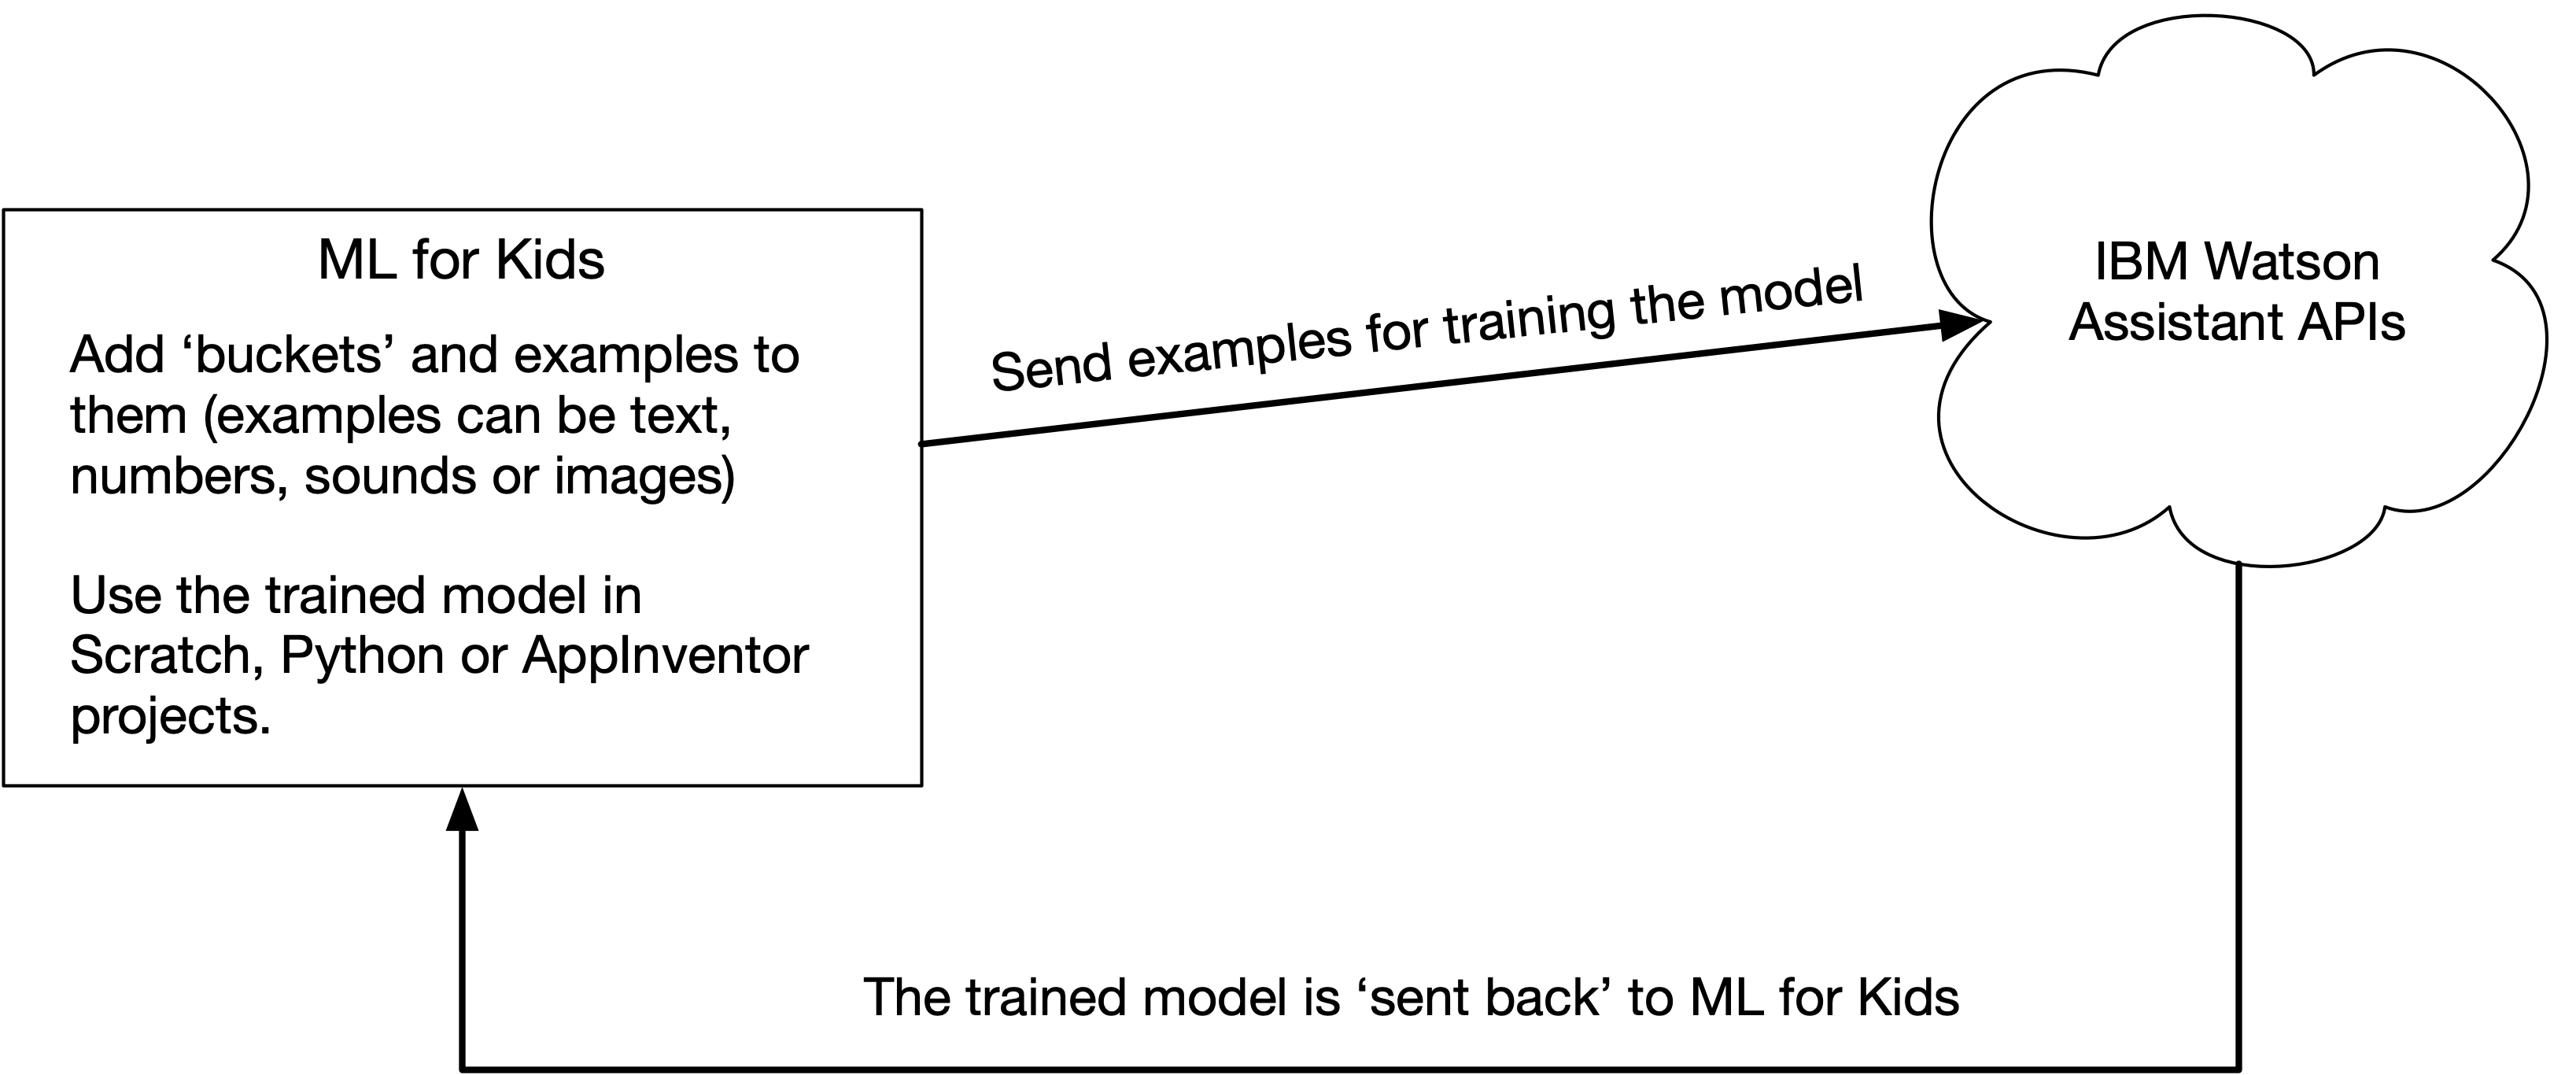 ML for Kids
Add ‘buckets’ and examples to
them (examples can be text,
numbers, sounds or images)
Use the trained model in
Scratch, Python or AppInventor
projects.
Send examples for training the model
IBM Watson
Assistant APIs
The trained model is ‘sent back’ to ML for Kids